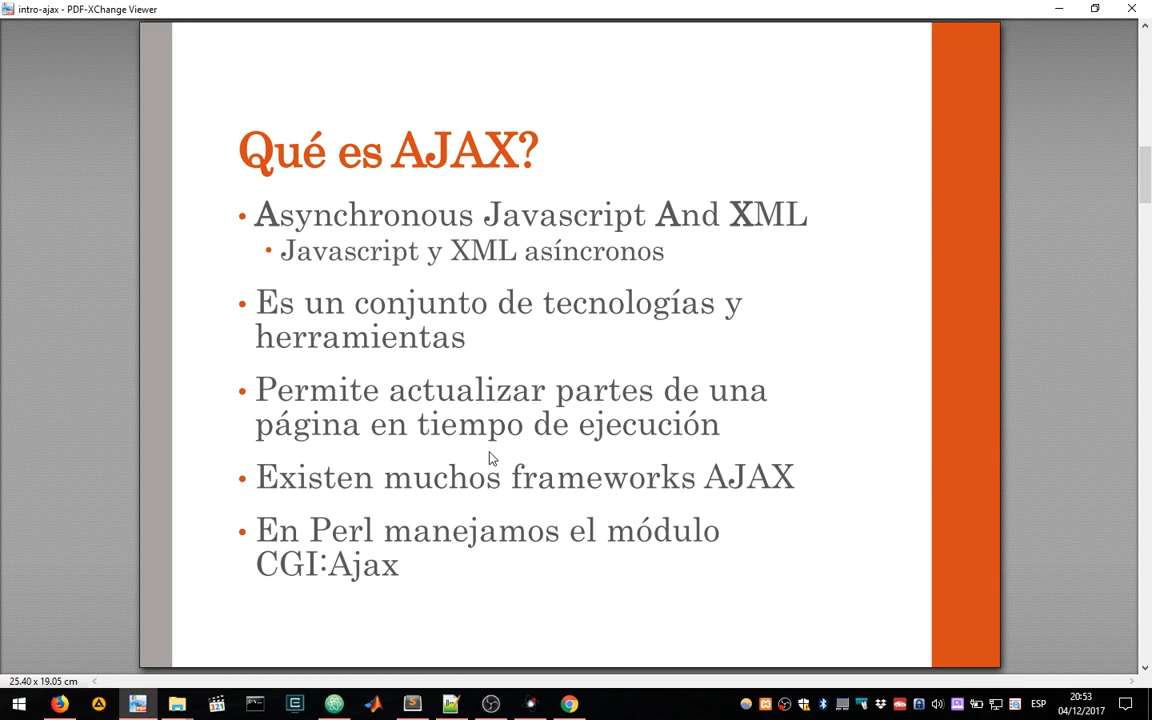 intro-ajax - PDF-XChange Viewer
Qué es AJAX?
• Asynchronous Javascript And XML
• Javascript y XML asíncronos
• Es un conjunto de tecnologías y
herramientas
• Permite actualizar partes de una
página en tiempo de ejecución
• Existen muchos frameworks AJAX
• En Perl manejamos el módulo
CGI:Ajax
25.40 x 19.05 cm
ESP
20:53
04/12/2017